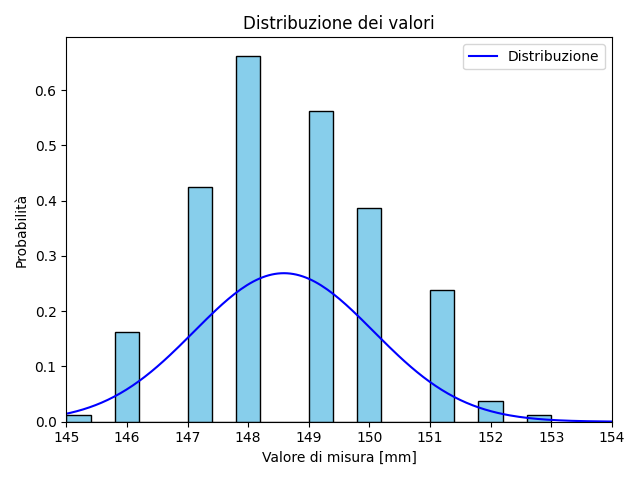 Distribuzione dei valori
Distribuzione
Probabilità
0.6
0.5
0.4
0.3
0.2
0.1
0.0
145 146 147 148 149 150 151 152 153 154
Valore di misura [mm]